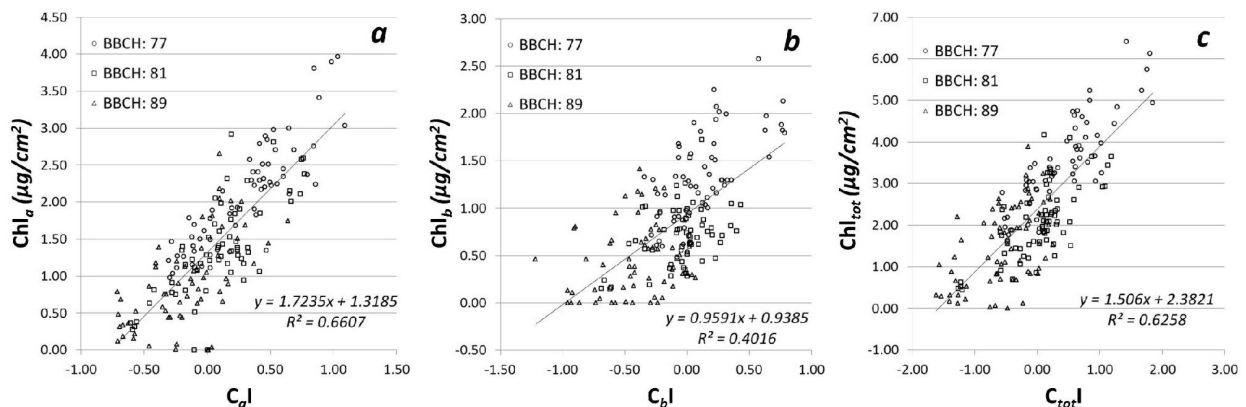 a
4.50
4.00
3.50
3.00
2.50
2.00
1.50
1.00
0.50
0.00
BBCH: 77
BBCH: 81
BBCH: 89
Chl_a (µg/cm²)
y = 1.7235x + 1.3185
R² = 0.6607
-1.00 -0.50 0.00 0.50 1.00 1.50
C_aI
b
3.00
2.50
2.00
1.50
1.00
0.50
0.00
-0.50
BBCH: 77
BBCH: 81
BBCH: 89
Chl_b (µg/cm²)
y = 0.9591x + 0.9385
R² = 0.4016
-1.50 -1.00 -0.50 0.00 0.50 1.00
C_bI
c
7.00
6.00
5.00
4.00
3.00
2.00
1.00
0.00
-1.00
BBCH: 77
BBCH: 81
BBCH: 89
Chl_tot (µg/cm²)
y = 1.506x + 2.3821
R² = 0.6258
-2.00 -1.00 0.00 1.00 2.00 3.00
C_totI